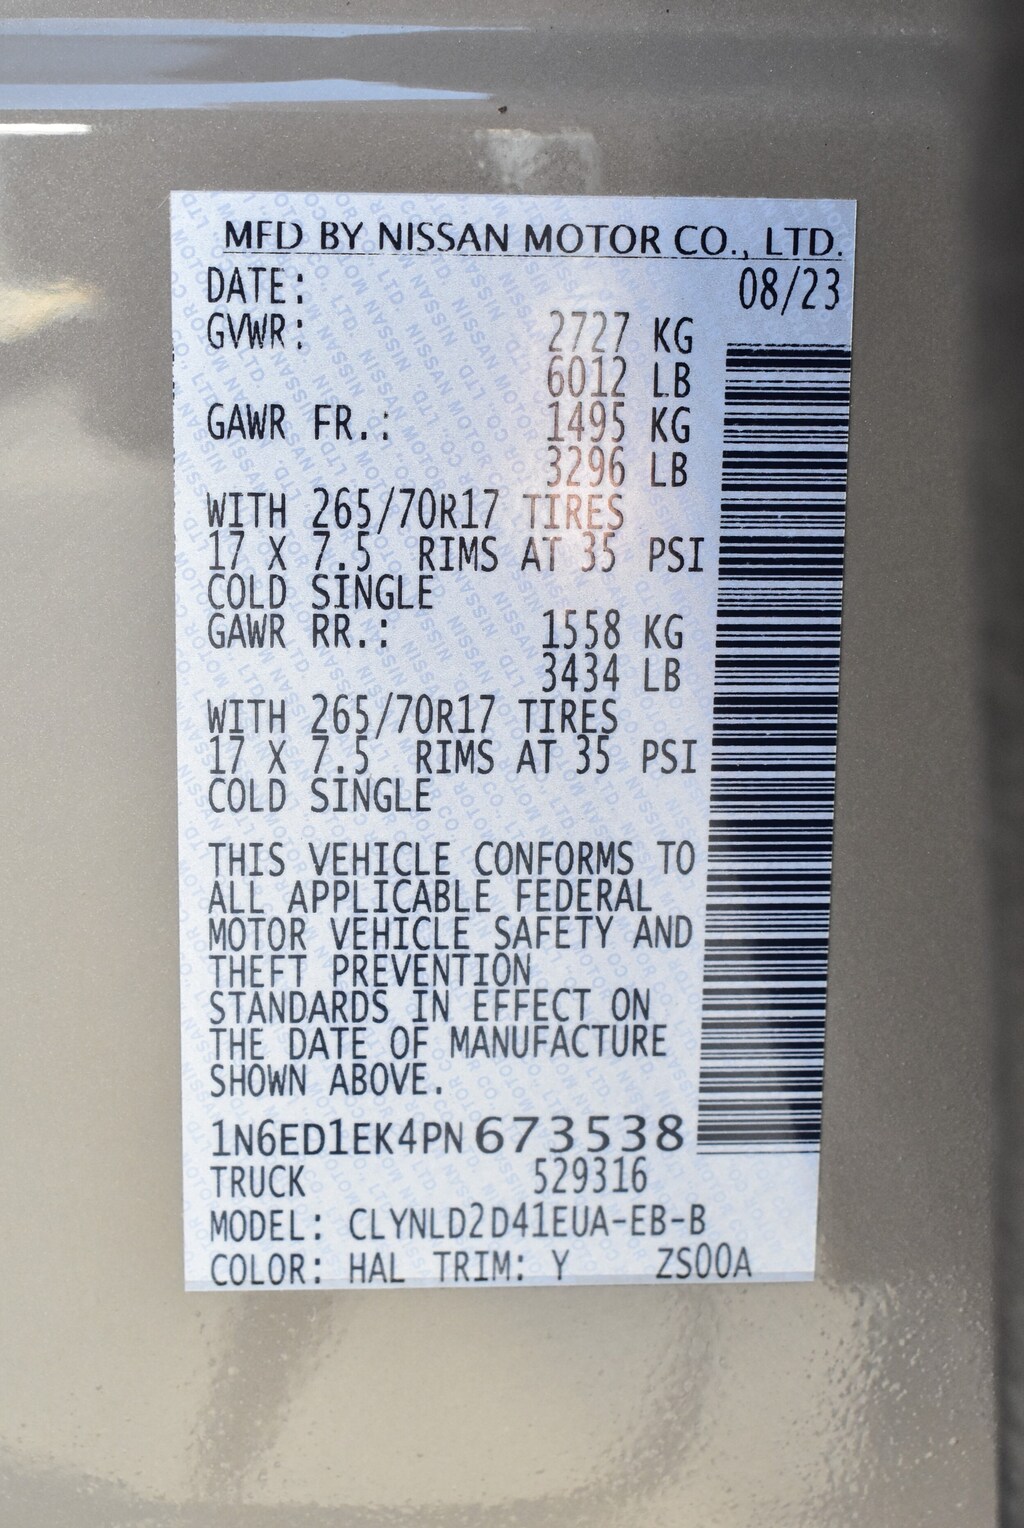 MFD BY NISSAN MOTOR CO., LTD.
DATE: 08/23
GVWR: 2727 KG
6012 LB
GAWR FR.: 1495 KG
3296 LB
WITH 265/70R17 TIRES
17 X 7.5 RIMS AT 35 PSI
COLD SINGLE
GAWR RR.: 1558 KG
3434 LB
WITH 265/70R17 TIRES
17 X 7.5 RIMS AT 35 PSI
COLD SINGLE
THIS VEHICLE CONFORMS TO
ALL APPLICABLE FEDERAL
MOTOR VEHICLE SAFETY AND
THEFT PREVENTION
STANDARDS IN EFFECT ON
THE DATE OF MANUFACTURE
SHOWN ABOVE.
1N6ED1EK4PN673538
TRUCK 529316
MODEL: CLYNLD2D41EUA-EB-B
COLOR: HAL TRIM: Y ZS00A